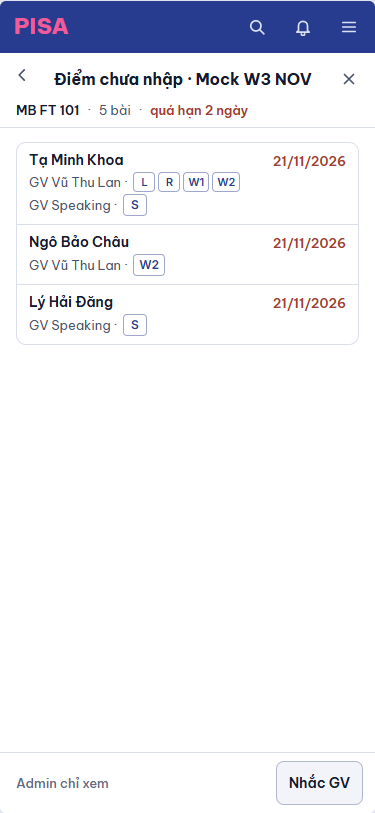 PISA
Điểm chưa nhập · Mock W3 NOV
MB FT 101 · 5 bài · quá hạn 2 ngày
Tạ Minh Khoa 21/11/2026
GV Vũ Thu Lan · L R W1 W2
GV Speaking · S
Ngô Bảo Châu 21/11/2026
GV Vũ Thu Lan · W2
Lý Hải Đăng 21/11/2026
GV Speaking · S
Admin chỉ xem Nhắc GV